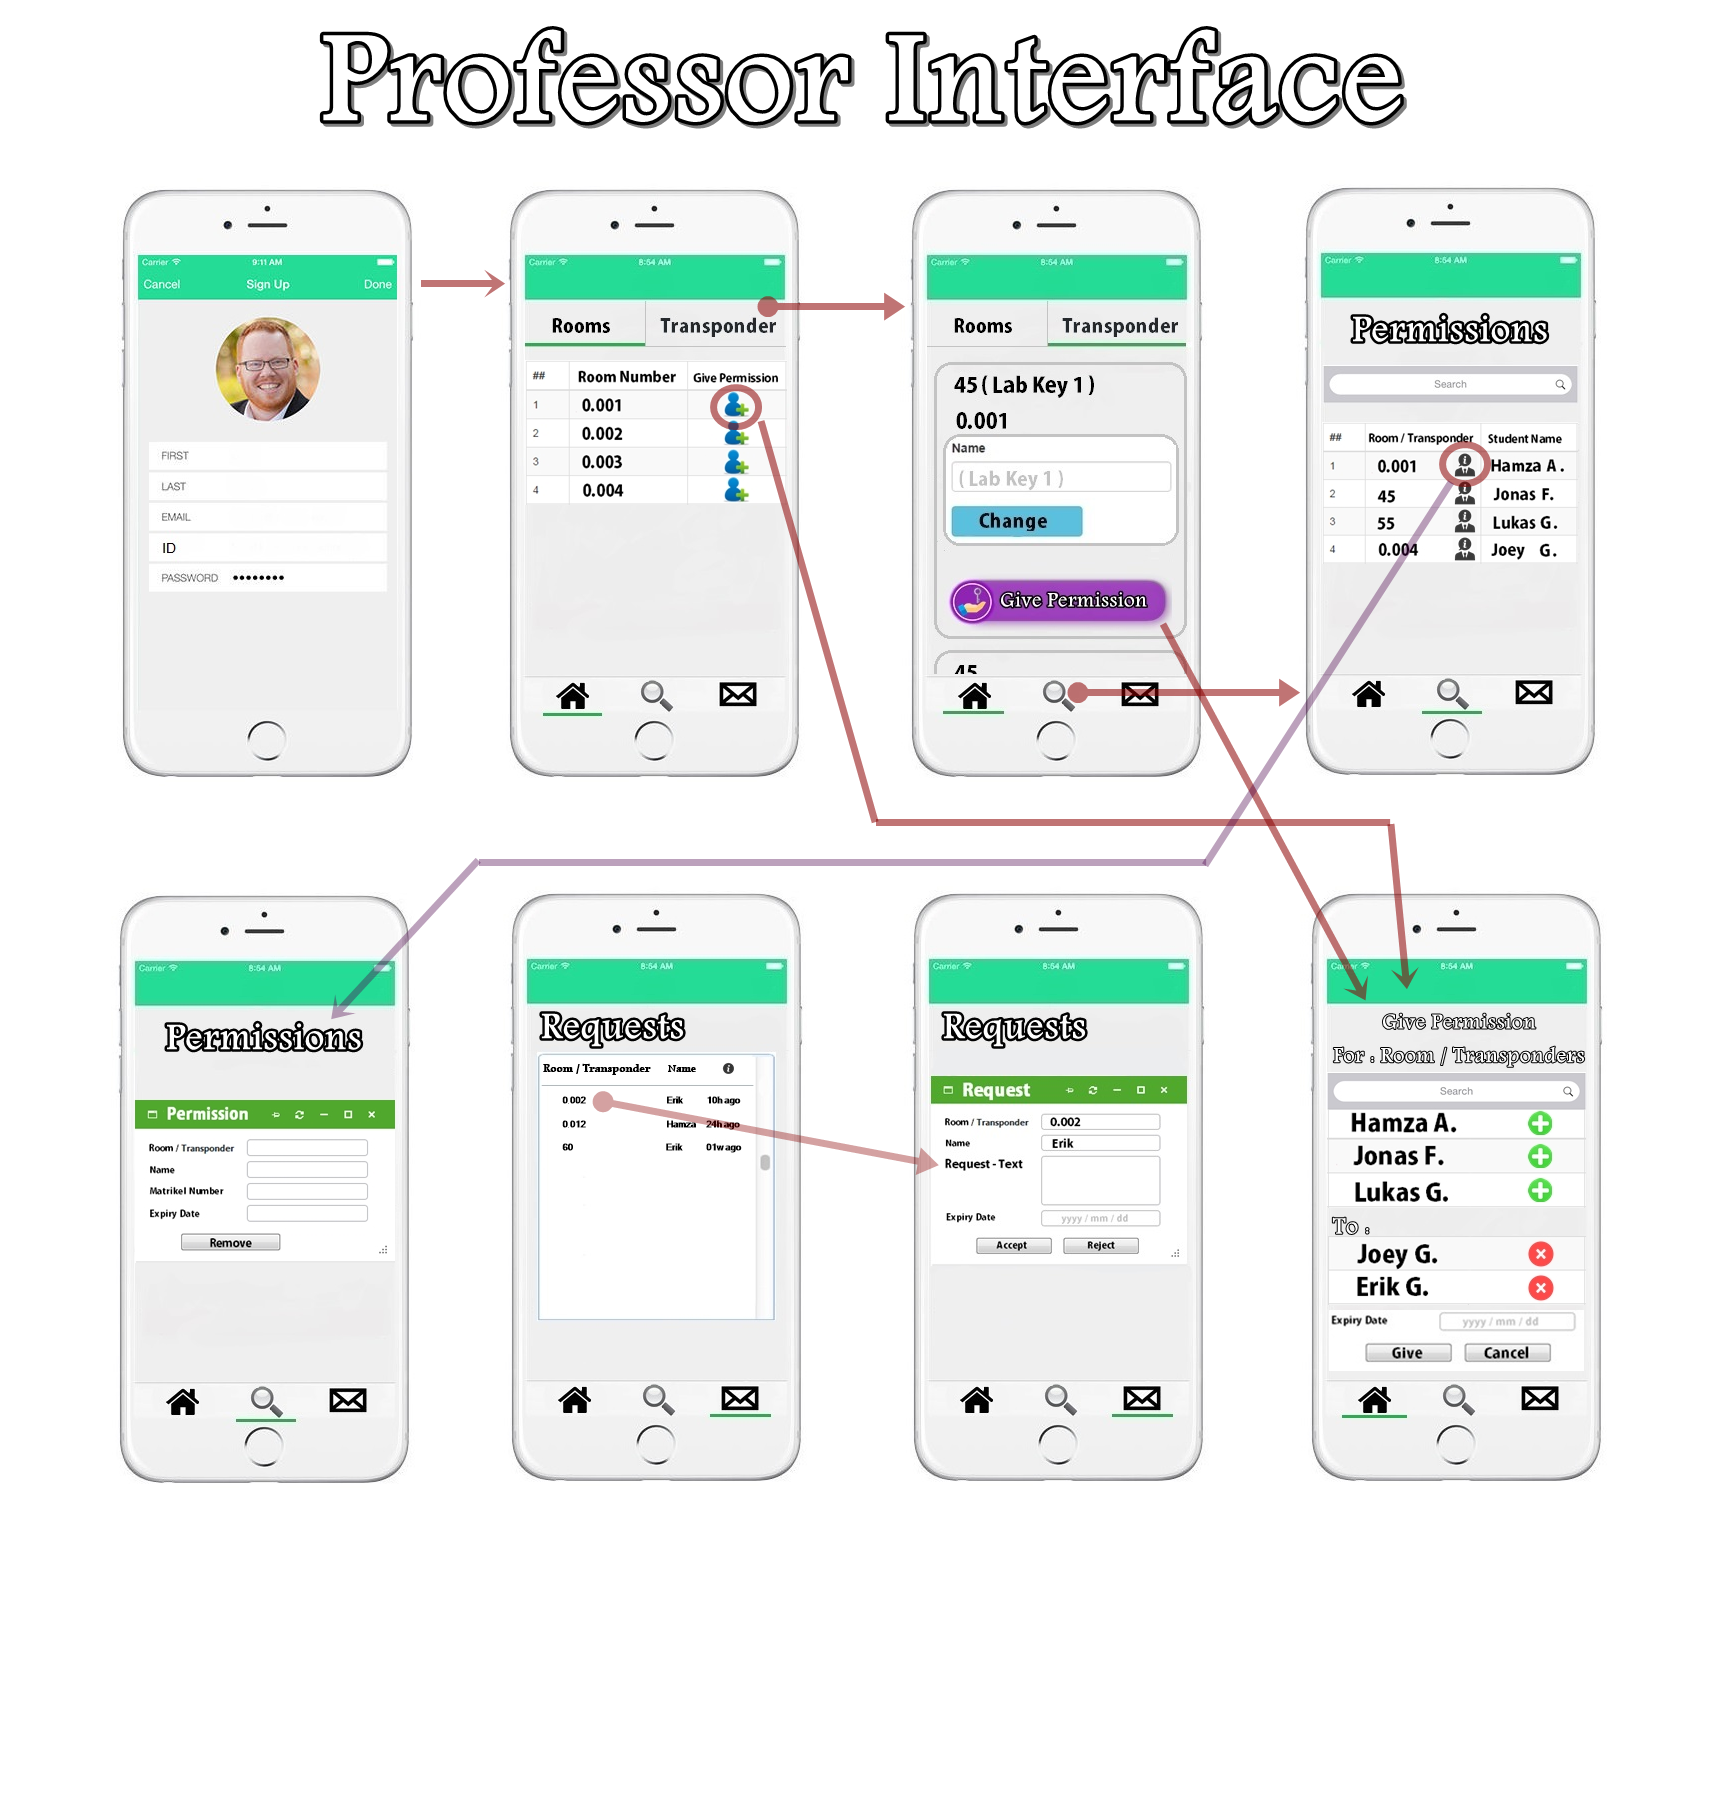 Professor Interface
Carrier 9:11 AM
Cancel Sign Up Done
FIRST
LAST
EMAIL
ID
PASSWORD ••••••••
Carrier 8:54 AM
Rooms Transponder
## Room Number Give Permission
1 0.001
2 0.002
3 0.003
4 0.004
Carrier 8:54 AM
Rooms Transponder
45 ( Lab Key 1 )
0.001
Name
( Lab Key 1 )
Change
Give Permission
45
Carrier 8:54 AM
Permissions
Search
## Room / Transponder Student Name
1 0.001 Hamza A .
2 45 Jonas F.
3 55 Lukas G.
4 0.004 Joey G.
Carrier 8:54 AM
Permissions
Permission
Room / Transponder
Name
Matrikel Number
Expiry Date
Remove
Carrier 8:54 AM
Requests
Room / Transponder Name
0.002 Erik 10h ago
0.012 Hamza 24h ago
60 Erik 01w ago
Carrier 8:54 AM
Requests
Request
Room / Transponder 0.002
Name Erik
Request - Text
Expiry Date yyyy / mm / dd
Accept Reject
Carrier 8:54 AM
Give Permission
For : Room / Transponders
Search
Hamza A.
Jonas F.
Lukas G.
To :
Joey G.
Erik G.
Expiry Date yyyy / mm / dd
Give Cancel